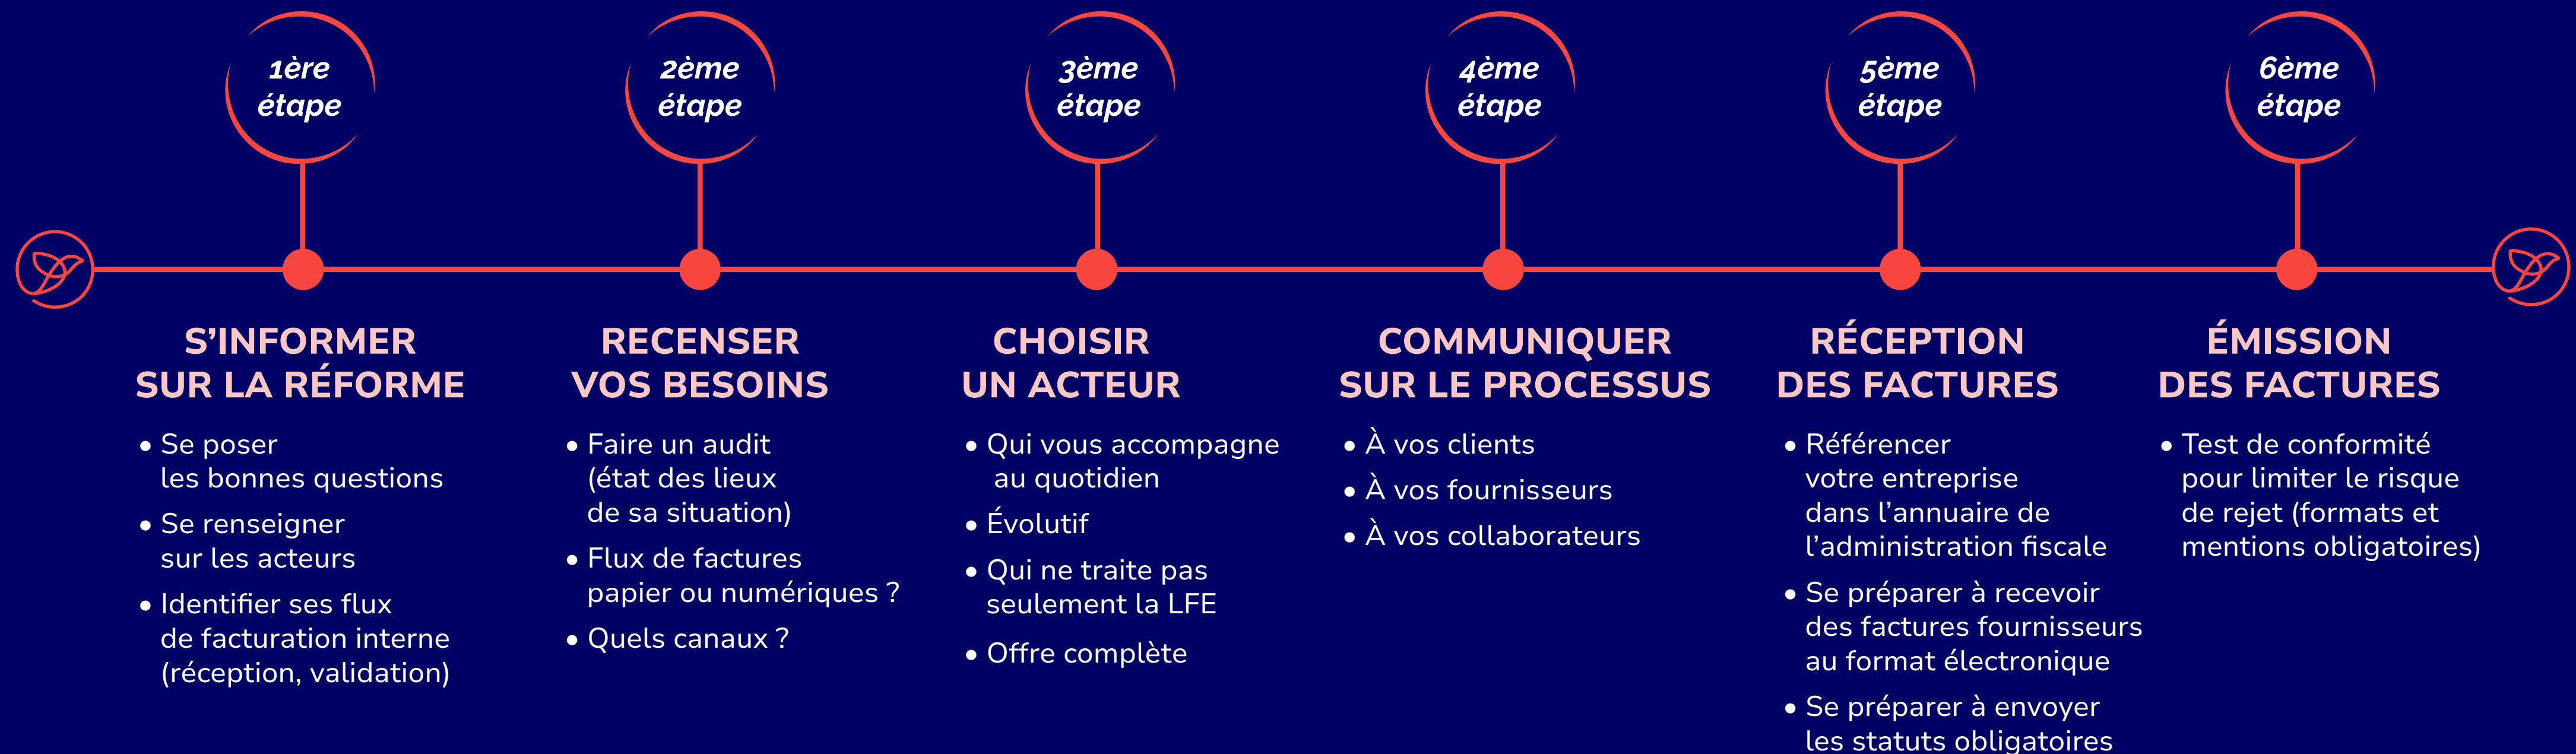 1ère
étape
S’INFORMER
SUR LA RÉFORME
• Se poser
les bonnes questions
• Se renseigner
sur les acteurs
• Identifier ses flux
de facturation interne
(réception, validation)
2ème
étape
RECENSER
VOS BESOINS
• Faire un audit
(état des lieux
de sa situation)
• Flux de factures
papier ou numériques ?
• Quels canaux ?
3ème
étape
CHOISIR
UN ACTEUR
• Qui vous accompagne
au quotidien
• Évolutif
• Qui ne traite pas
seulement la LFE
• Offre complète
4ème
étape
COMMUNIQUER
SUR LE PROCESSUS
• À vos clients
• À vos fournisseurs
• À vos collaborateurs
5ème
étape
RÉCEPTION
DES FACTURES
• Référencer
votre entreprise
dans l’annuaire de
l’administration fiscale
• Se préparer à recevoir
des factures fournisseurs
au format électronique
• Se préparer à envoyer
les statuts obligatoires
6ème
étape
ÉMISSION
DES FACTURES
• Test de conformité
pour limiter le risque
de rejet (formats et
mentions obligatoires)